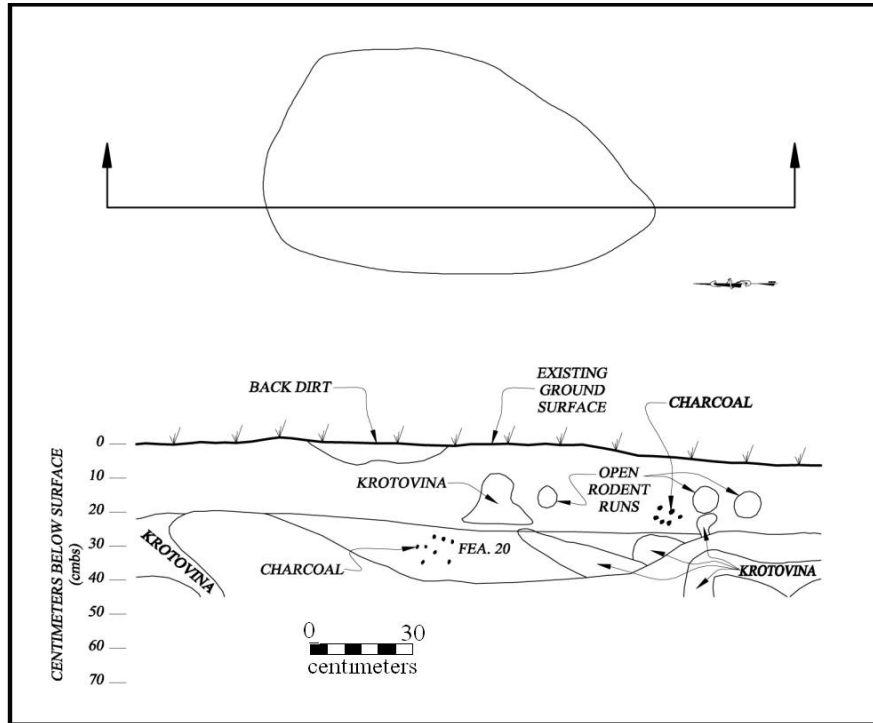 BACK DIRT
EXISTING
GROUND
SURFACE
CHARCOAL
KROTOVINA
OPEN
RODENT
RUNS
KROTOVINA
CHARCOAL
FEA. 20
KROTOVINA
CENTIMETERS BELOW SURFACE
(cmbs)
0
10
20
30
40
50
60
70
0 30
centimeters